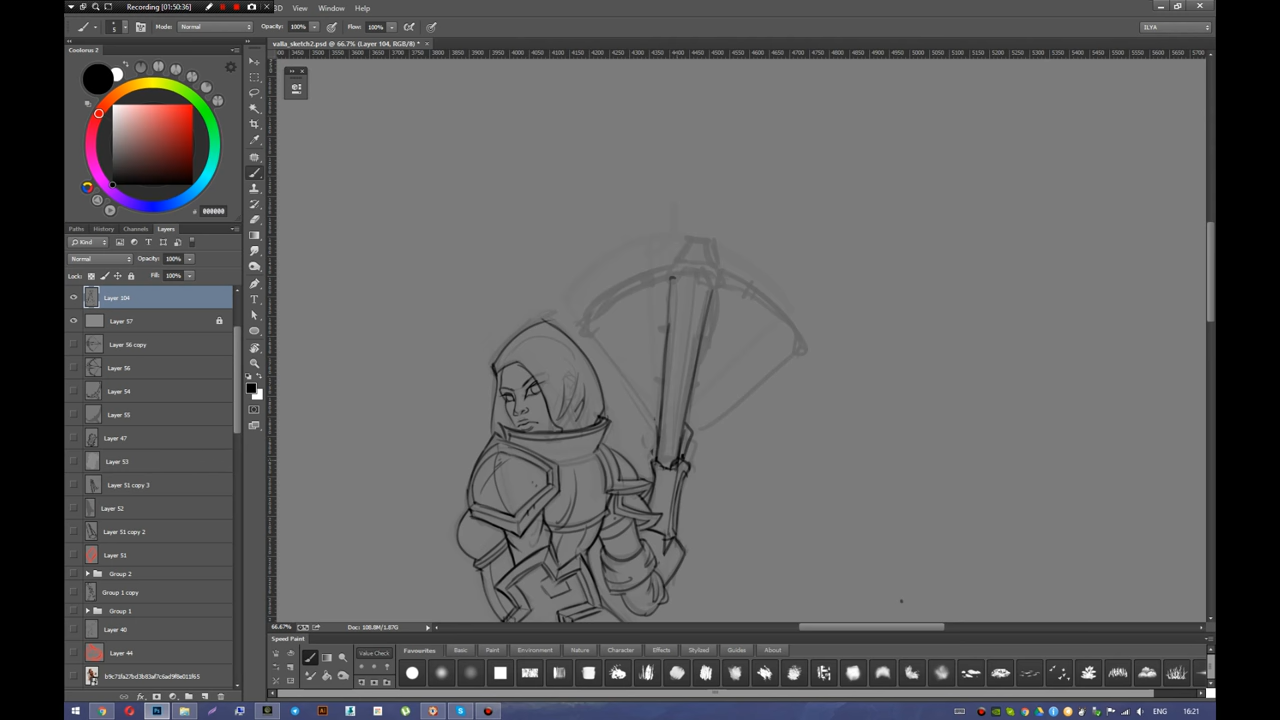 Recording [01:50:36]
3D View Window Help
5 Mode: Normal Opacity: 100% Flow: 100% ILYA
Coolorus 2
valla_sketch2.psd @ 66.7% (Layer 104, RGB/8) *
# 000000
Paths History Channels Layers
Kind
Normal Opacity: 100%
Lock: Fill: 100%
Layer 104
Layer 57
Layer 56 copy
Layer 56
Layer 54
Layer 55
Layer 47
Layer 53
Layer 51 copy 3
Layer 52
Layer 51 copy 2
Layer 51
Group 2
Group 1 copy
Group 1
Layer 40
Layer 44
66.67% Doc: 108.8M/1.87G
Speed Paint
Value Check Favourites Basic Paint Environment Nature Character Effects Stylized Guides About
ENG 16:21